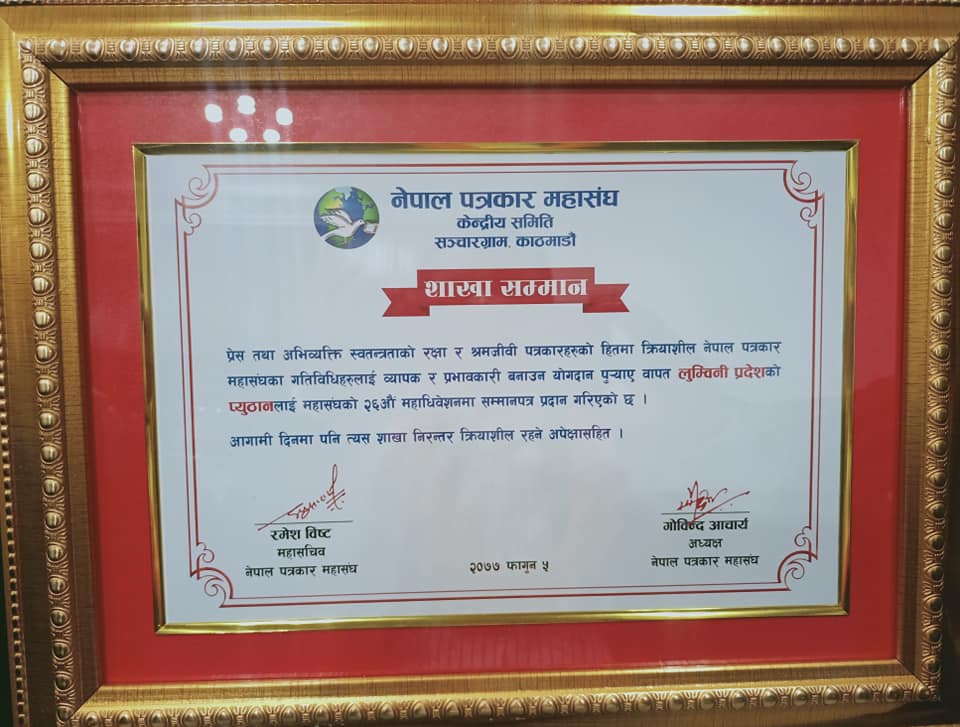 नेपाल पत्रकार महासंघ
केन्द्रीय समिति
सञ्चारग्राम, काठमाडौं
शाखा सम्मान
प्रेस तथा अभिव्यक्ति स्वतन्त्रताको रक्षा र श्रमजीवी पत्रकारहरुको हितमा क्रियाशील नेपाल पत्रकार
महासंघका गतिविधिहरुलाई व्यापक र प्रभावकारी बनाउन योगदान पुऱ्याए वापत लुम्बिनी प्रदेशको
प्यूठानलाई महासंघको २६औं महाधिवेशनमा सम्मानपत्र प्रदान गरिएको छ ।
आगामी दिनमा पनि त्यस शाखा निरन्तर क्रियाशील रहने अपेक्षासहित ।
रमेश विष्ट
महासचिव
नेपाल पत्रकार महासंघ
२०७७ फागुन ५
गोविन्द आचार्य
अध्यक्ष
नेपाल पत्रकार महासंघ